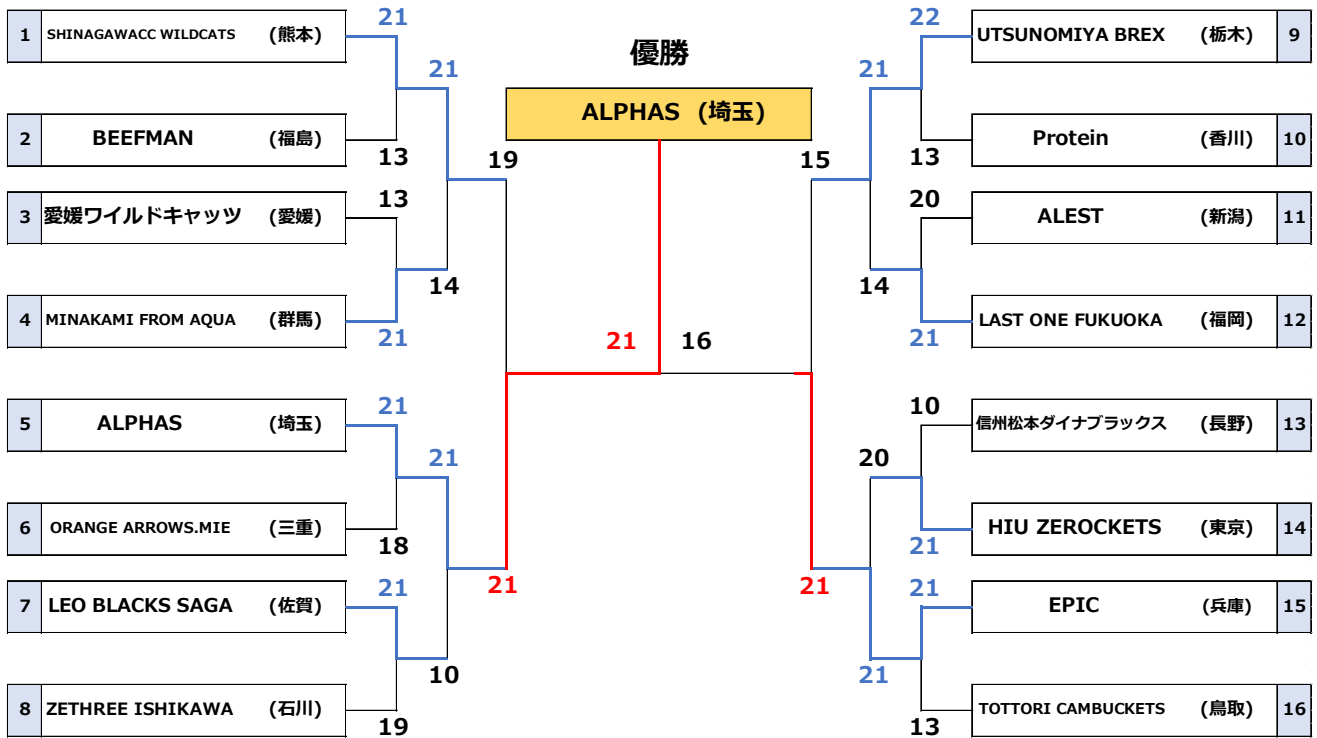 優勝
ALPHAS (埼玉)
1 SHINAGAWACC WILDCATS (熊本) 21
21
2 BEEFMAN (福島) 13
19
3 愛媛ワイルドキャッツ (愛媛) 13
14
4 MINAKAMI FROM AQUA (群馬) 21
21 16
5 ALPHAS (埼玉) 21
21
6 ORANGE ARROWS.MIE (三重) 18
21
7 LEO BLACKS SAGA (佐賀) 21
10
8 ZETHREE ISHIKAWA (石川) 19
22 UTSUNOMIYA BREX (栃木) 9
21
13 Protein (香川) 10
15
20 ALEST (新潟) 11
14
21 LAST ONE FUKUOKA (福岡) 12
10 信州松本ダイナブラックス (長野) 13
20
21 HIU ZEROCKETS (東京) 14
21
21 EPIC (兵庫) 15
21
13 TOTTORI CAMBUCKETS (鳥取) 16